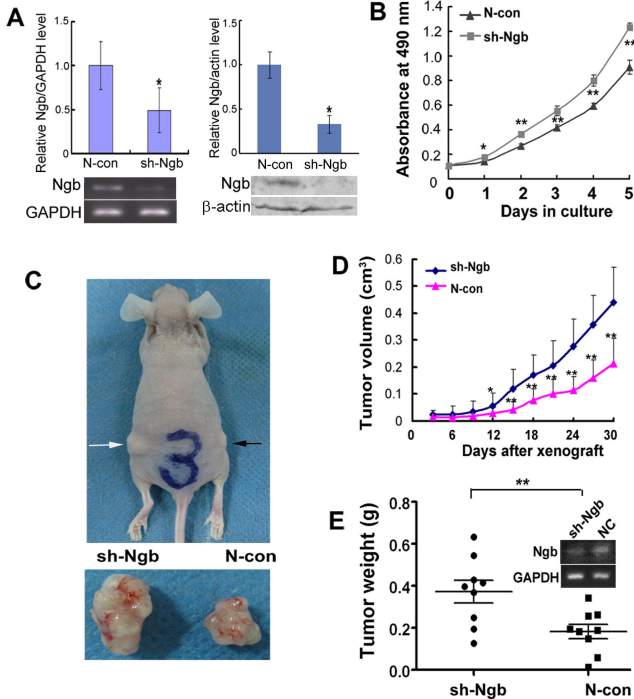 A
Relative Ngb/GAPDH level
1.5
1.0
0.5
0.0
*
N-con sh-Ngb
Ngb
GAPDH
Relative Ngb/actin level
1.5
1.0
0.5
0.0
*
N-con sh-Ngb
Ngb
β-actin
B
N-con
sh-Ngb
Absorbance at 490 nm
1.4
1.2
1.0
0.8
0.6
0.4
0.2
0
* ** ** ** **
0 1 2 3 4 5
Days in culture
C
3
sh-Ngb N-con
D
sh-Ngb
N-con
Tumor volume (cm³)
0.6
0.5
0.4
0.3
0.2
0.1
0
* ** ** ** ** ** **
0 6 12 18 24 30
Days after xenograft
E
Tumor weight (g)
0.8
0.6
0.4
0.2
0.0
**
sh-Ngb NC
Ngb
GAPDH
sh-Ngb N-con